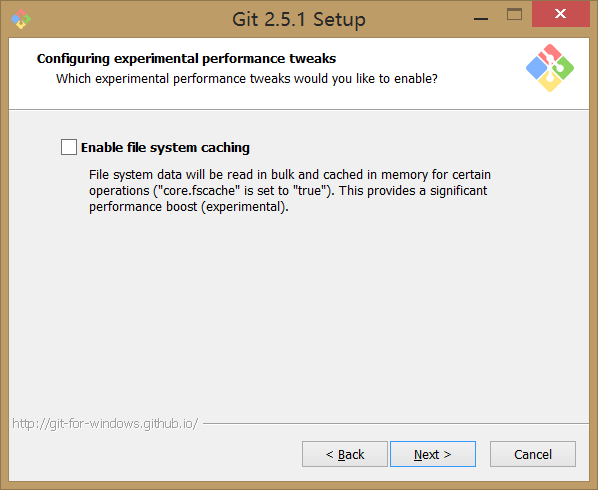 Git 2.5.1 Setup
Configuring experimental performance tweaks
Which experimental performance tweaks would you like to enable?
Enable file system caching
File system data will be read in bulk and cached in memory for certain
operations ("core.fscache" is set to "true"). This provides a significant
performance boost (experimental).
http://git-for-windows.github.io/
< Back
Next >
Cancel